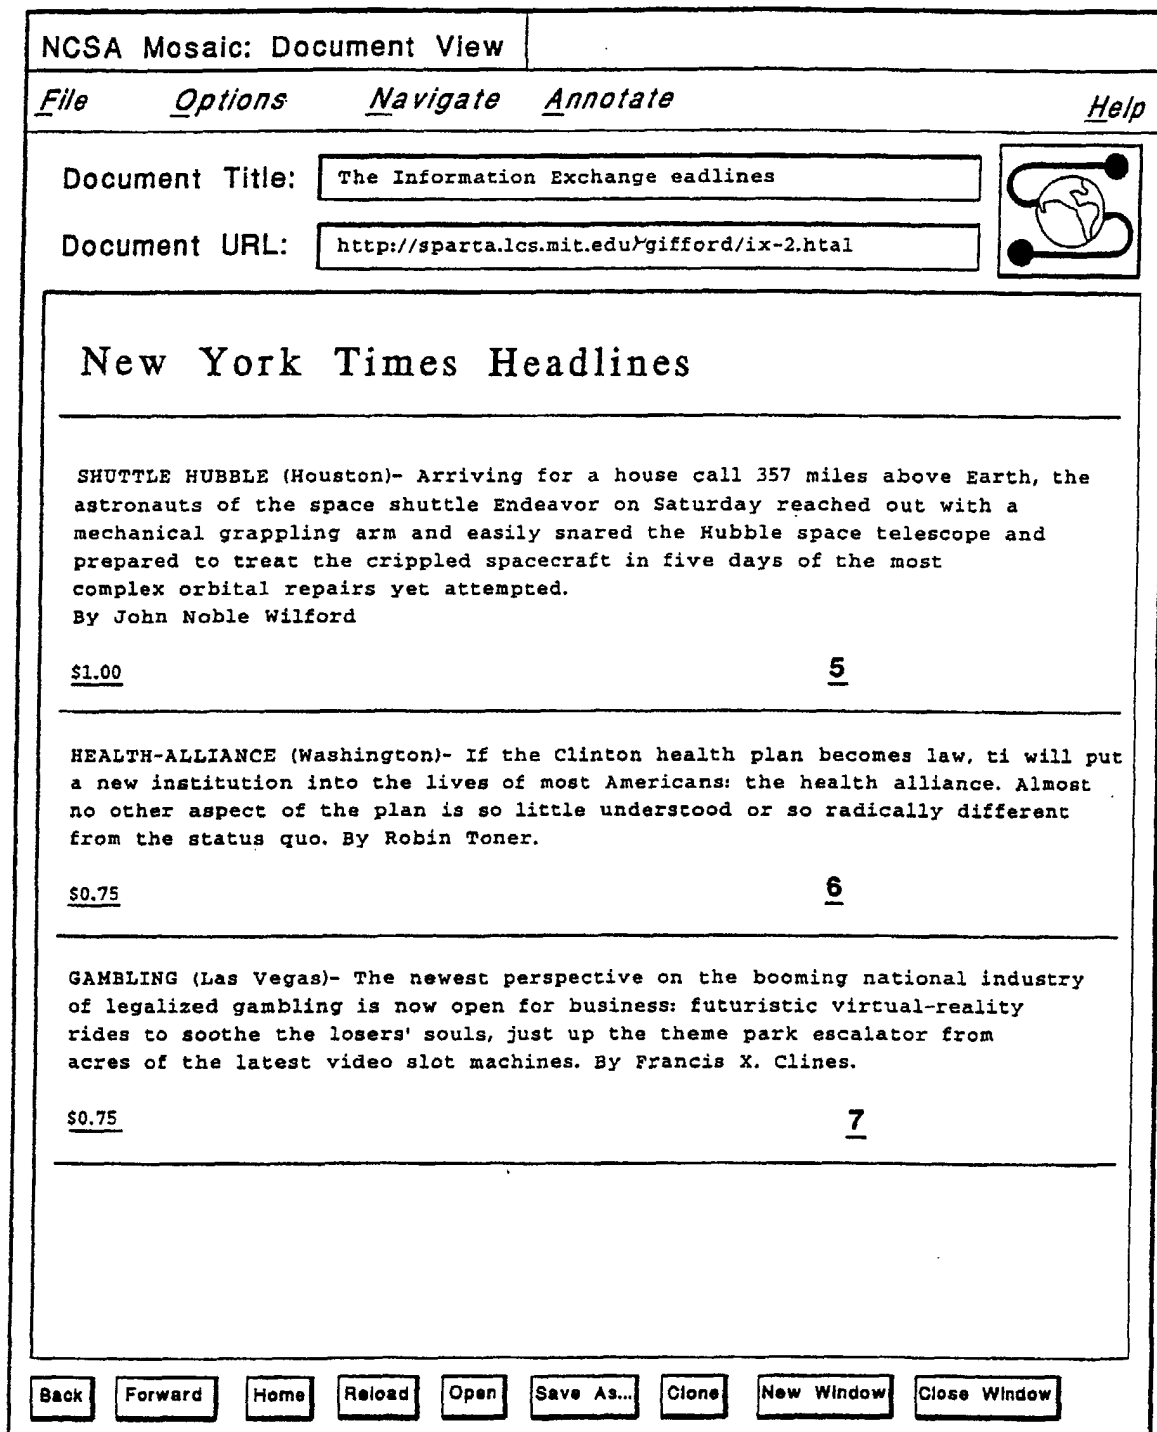 NCSA Mosaic: Document View
File Options Navigate Annotate Help
Document Title: The Information Exchange eadlines
Document URL: http://sparta.lcs.mit.edu/~gifford/ix-2.htal
New York Times Headlines
SHUTTLE HUBBLE (Houston)- Arriving for a house call 357 miles above Earth, the
astronauts of the space shuttle Endeavor on Saturday reached out with a
mechanical grappling arm and easily snared the Hubble space telescope and
prepared to treat the crippled spacecraft in five days of the most
complex orbital repairs yet attempted.
By John Noble Wilford
$1.00 5
HEALTH-ALLIANCE (Washington)- If the Clinton health plan becomes law, ti will put
a new institution into the lives of most Americans: the health alliance. Almost
no other aspect of the plan is so little understood or so radically different
from the status quo. By Robin Toner.
$0.75 6
GAMBLING (Las Vegas)- The newest perspective on the booming national industry
of legalized gambling is now open for business: futuristic virtual-reality
rides to soothe the losers' souls, just up the theme park escalator from
acres of the latest video slot machines. By Francis X. Clines.
$0.75 7
Back Forward Home Reload Open Save As... Clone New Window Close Window